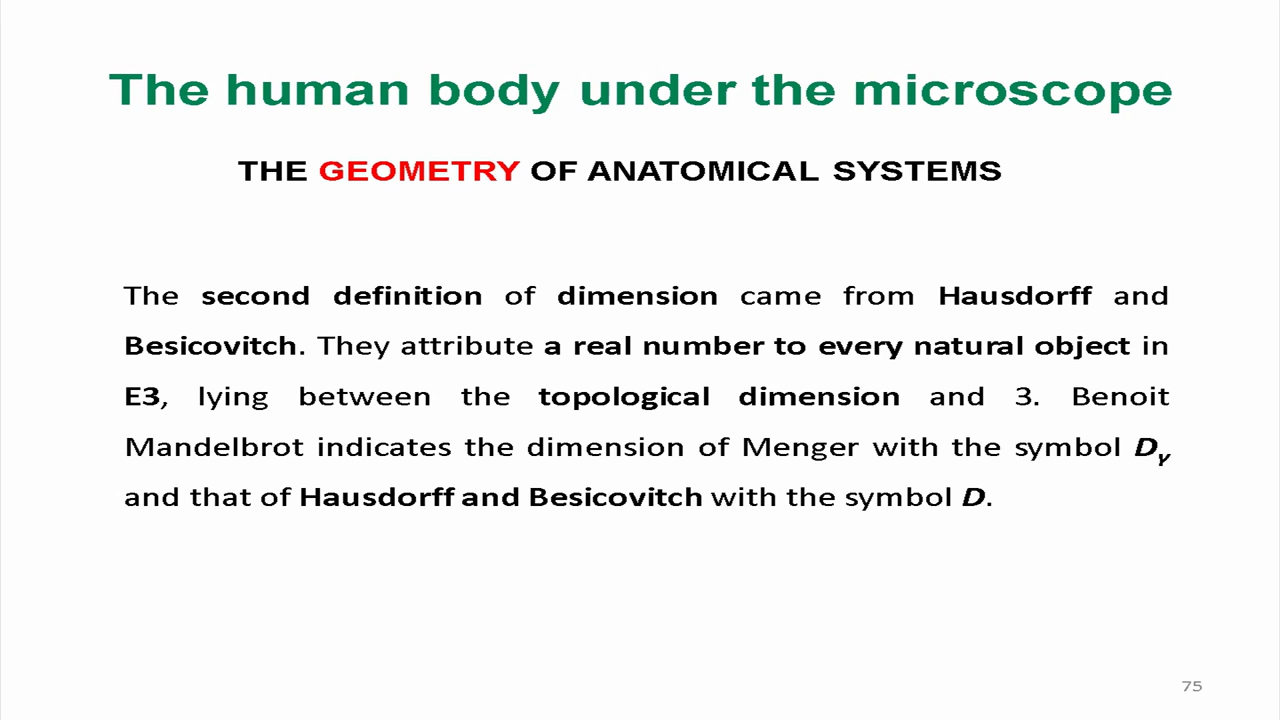 The human body under the microscope
THE GEOMETRY OF ANATOMICAL SYSTEMS
The second definition of dimension came from Hausdorff and
Besicovitch. They attribute a real number to every natural object in
E3, lying between the topological dimension and 3. Benoit
Mandelbrot indicates the dimension of Menger with the symbol Dγ
and that of Hausdorff and Besicovitch with the symbol D.
75